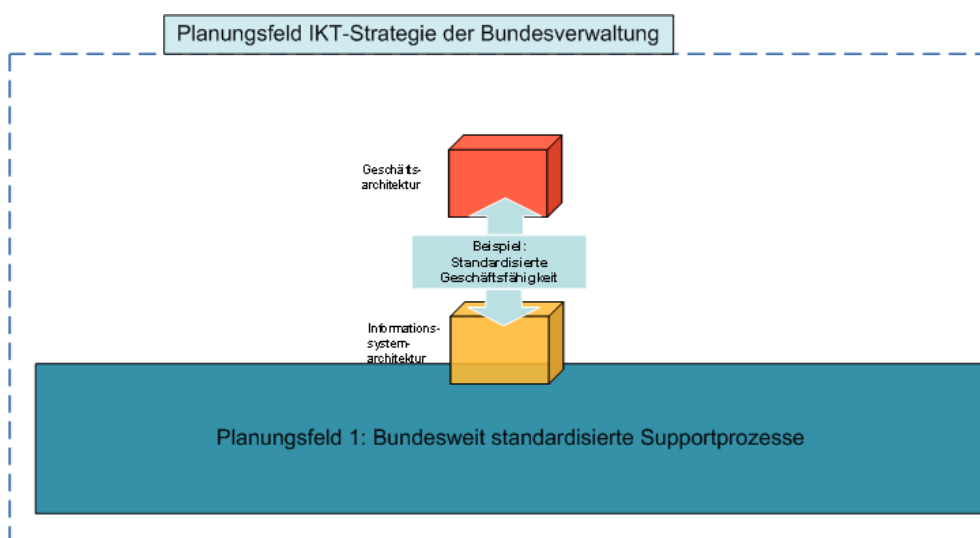 Planungsfeld IKT-Strategie der Bundesverwaltung
Geschäfts-
architektur
Beispiel:
Standardisierte
Geschäftsfähigkeit
Informations-
system-
architektur
Planungsfeld 1: Bundesweit standardisierte Supportprozesse